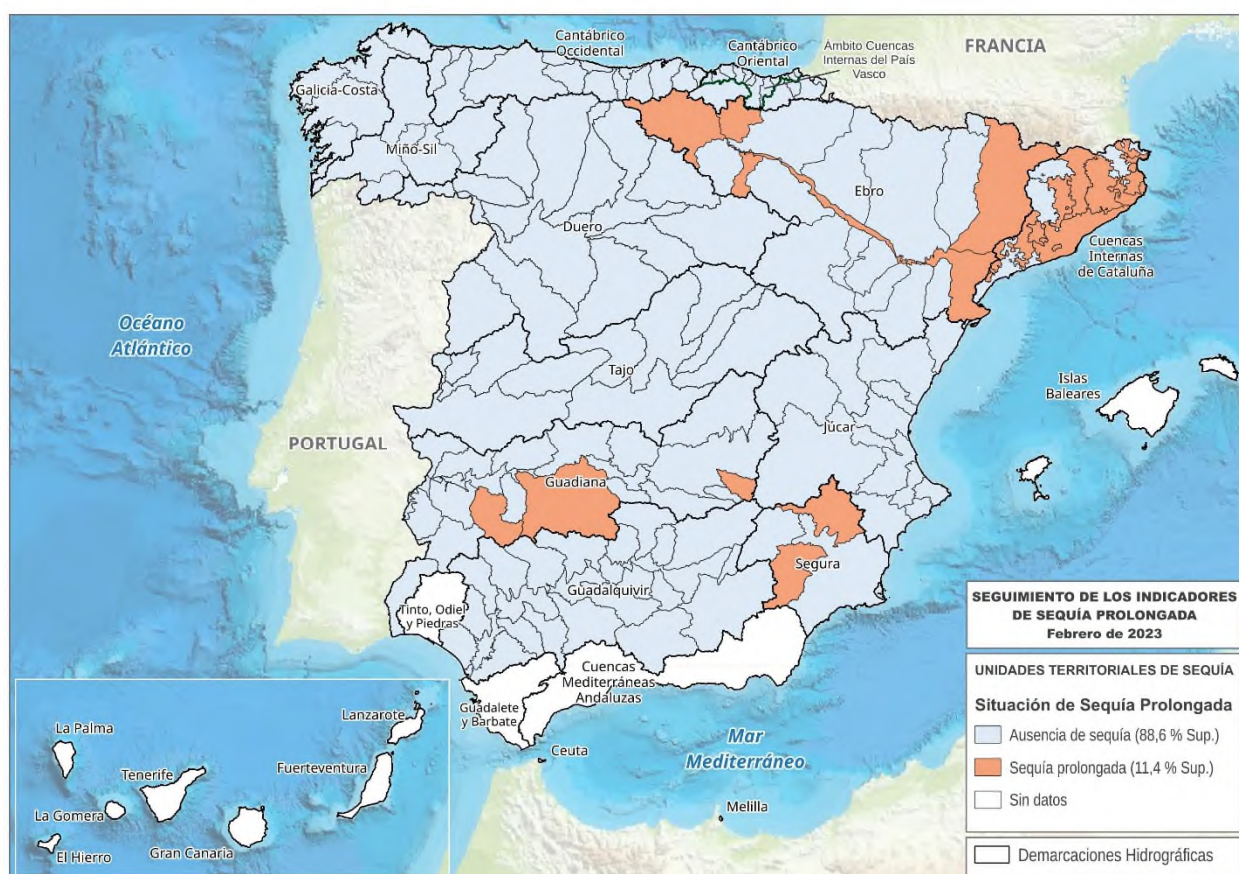 Cantábrico
Occidental
Cantábrico
Oriental
Ámbito Cuencas
Internas del País
Vasco
FRANCIA
Galicia-Costa
Miño-Sil
Ebro
Duero
Cuencas
Internas
de Cataluña
Océano
Atlántico
Tajo
Islas
Baleares
Júcar
PORTUGAL
Guadiana
Segura
Guadalquivir
Tinto, Odiel
y Piedras
Cuencas
Mediterráneas
Andaluzas
Guadalete
y Barbate
Ceuta
Mar
Mediterráneo
Melilla
La Palma
Lanzarote
Tenerife
Fuerteventura
La Gomera
El Hierro
Gran Canaria
SEGUIMIENTO DE LOS INDICADORES
DE SEQUÍA PROLONGADA
Febrero de 2023
UNIDADES TERRITORIALES DE SEQUÍA
Situación de Sequía Prolongada
Ausencia de sequía (88,6 % Sup.)
Sequía prolongada (11,4 % Sup.)
Sin datos
Demarcaciones Hidrográficas